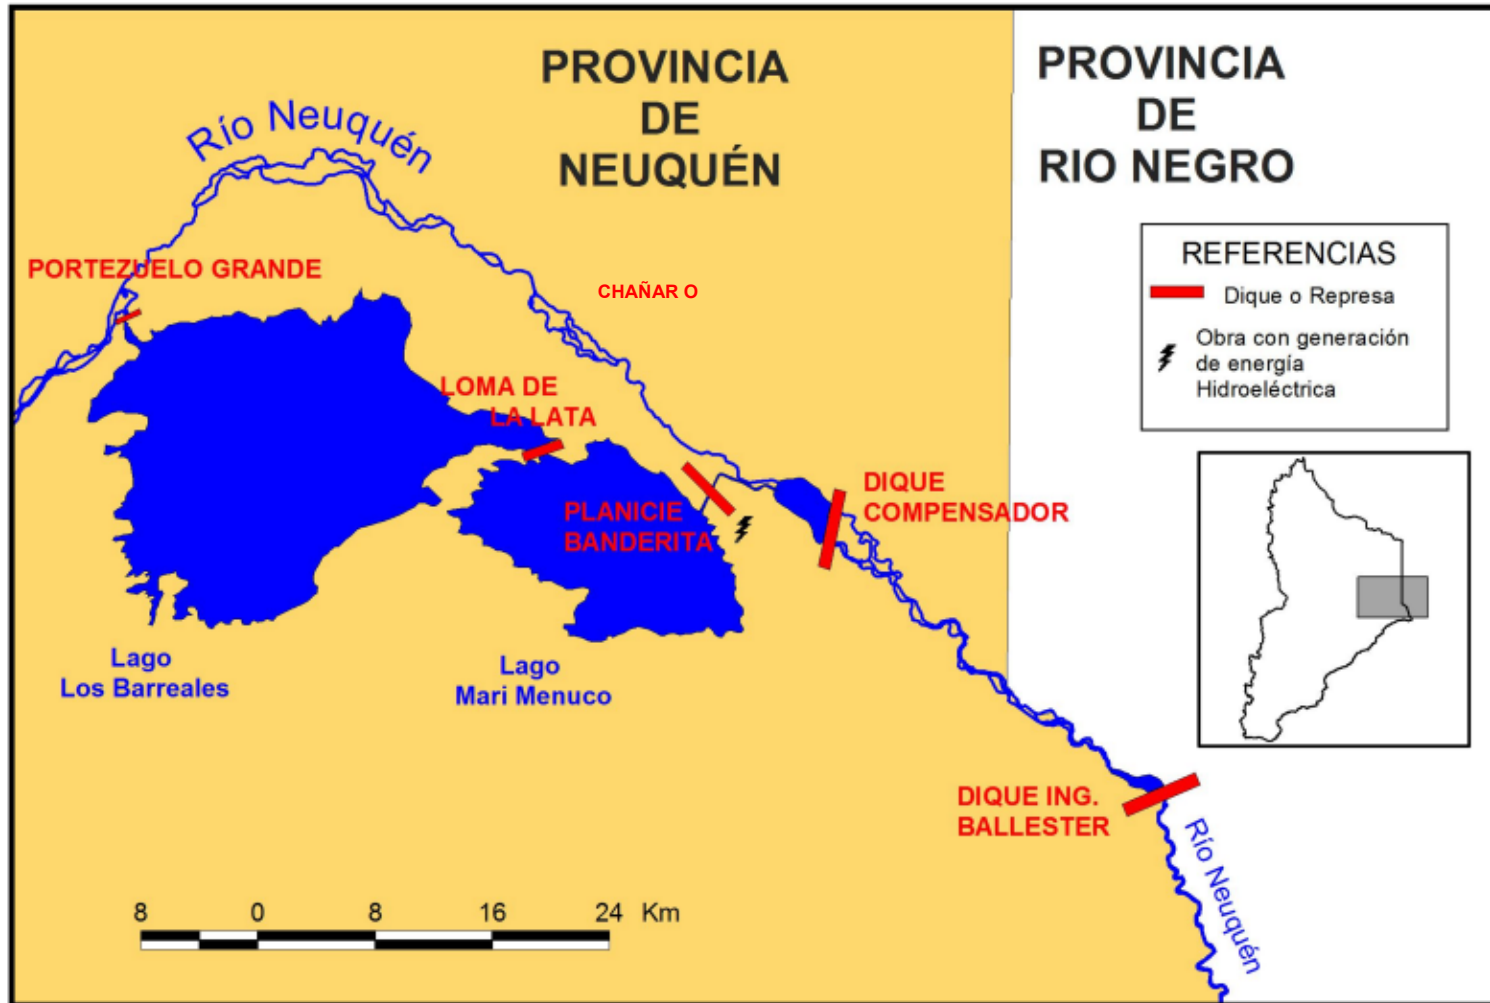 PROVINCIA
DE
NEUQUÉN
PROVINCIA
DE
RIO NEGRO
Río Neuquén
PORTEZUELO GRANDE
CHAÑAR O
LOMA DE
LA LATA
PLANICIE
BANDERITA
DIQUE
COMPENSADOR
Lago
Los Barreales
Lago
Mari Menuco
DIQUE ING.
BALLESTER
Río Neuquén
REFERENCIAS
Dique o Represa
Obra con generación
de energía
Hidroeléctrica
8 0 8 16 24 Km